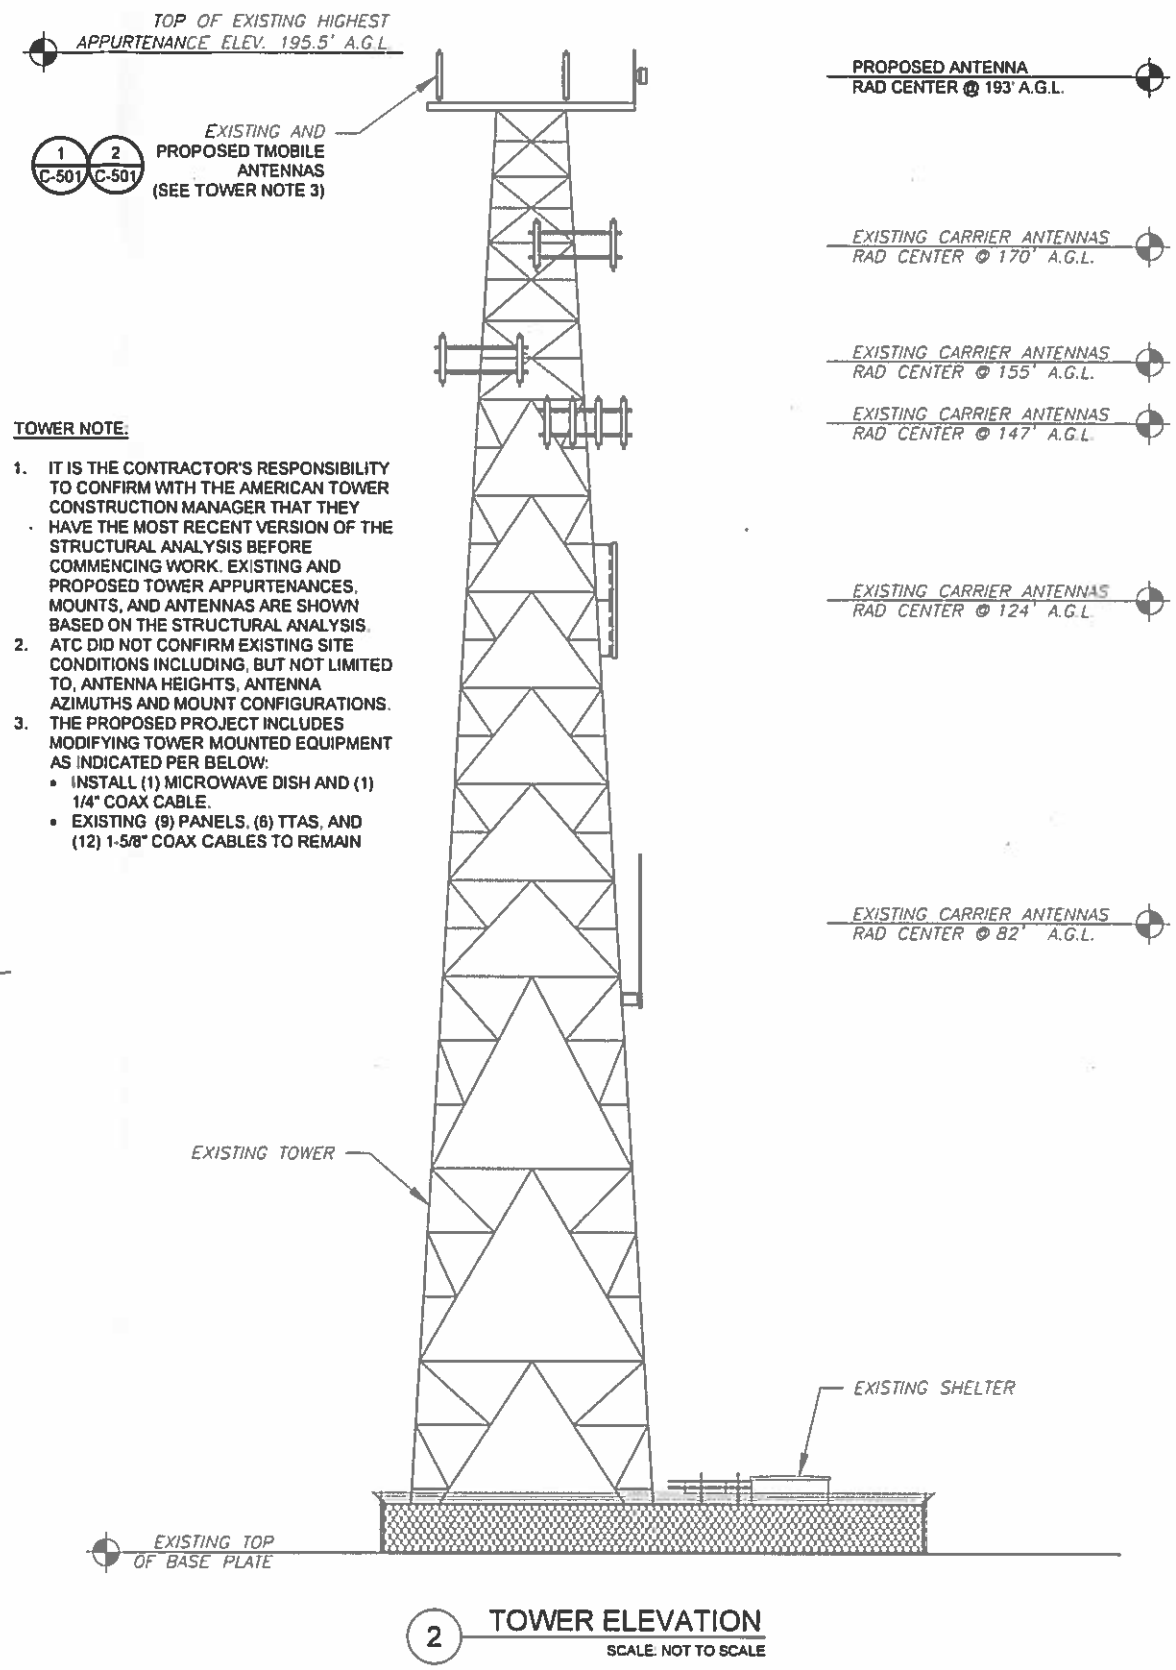 TOP OF EXISTING HIGHEST
APPURTENANCE ELEV. 195.5' A.G.L.
PROPOSED ANTENNA
RAD CENTER @ 193' A.G.L.
EXISTING AND
PROPOSED TMOBILE
ANTENNAS
(SEE TOWER NOTE 3)
1 2
C-501 C-501
EXISTING CARRIER ANTENNAS
RAD CENTER @ 170' A.G.L.
EXISTING CARRIER ANTENNAS
RAD CENTER @ 155' A.G.L.
EXISTING CARRIER ANTENNAS
RAD CENTER @ 147' A.G.L.
TOWER NOTE:
1. IT IS THE CONTRACTOR'S RESPONSIBILITY
TO CONFIRM WITH THE AMERICAN TOWER
CONSTRUCTION MANAGER THAT THEY
HAVE THE MOST RECENT VERSION OF THE
STRUCTURAL ANALYSIS BEFORE
COMMENCING WORK. EXISTING AND
PROPOSED TOWER APPURTENANCES,
MOUNTS, AND ANTENNAS ARE SHOWN
BASED ON THE STRUCTURAL ANALYSIS.
2. ATC DID NOT CONFIRM EXISTING SITE
CONDITIONS INCLUDING, BUT NOT LIMITED
TO, ANTENNA HEIGHTS, ANTENNA
AZIMUTHS AND MOUNT CONFIGURATIONS.
3. THE PROPOSED PROJECT INCLUDES
MODIFYING TOWER MOUNTED EQUIPMENT
AS INDICATED PER BELOW:
• INSTALL (1) MICROWAVE DISH AND (1)
1/4" COAX CABLE.
• EXISTING (9) PANELS, (6) TTAS, AND
(12) 1-5/8" COAX CABLES TO REMAIN
EXISTING CARRIER ANTENNAS
RAD CENTER @ 124' A.G.L.
EXISTING CARRIER ANTENNAS
RAD CENTER @ 82' A.G.L.
EXISTING TOWER
EXISTING SHELTER
EXISTING TOP
OF BASE PLATE
2 TOWER ELEVATION
SCALE: NOT TO SCALE